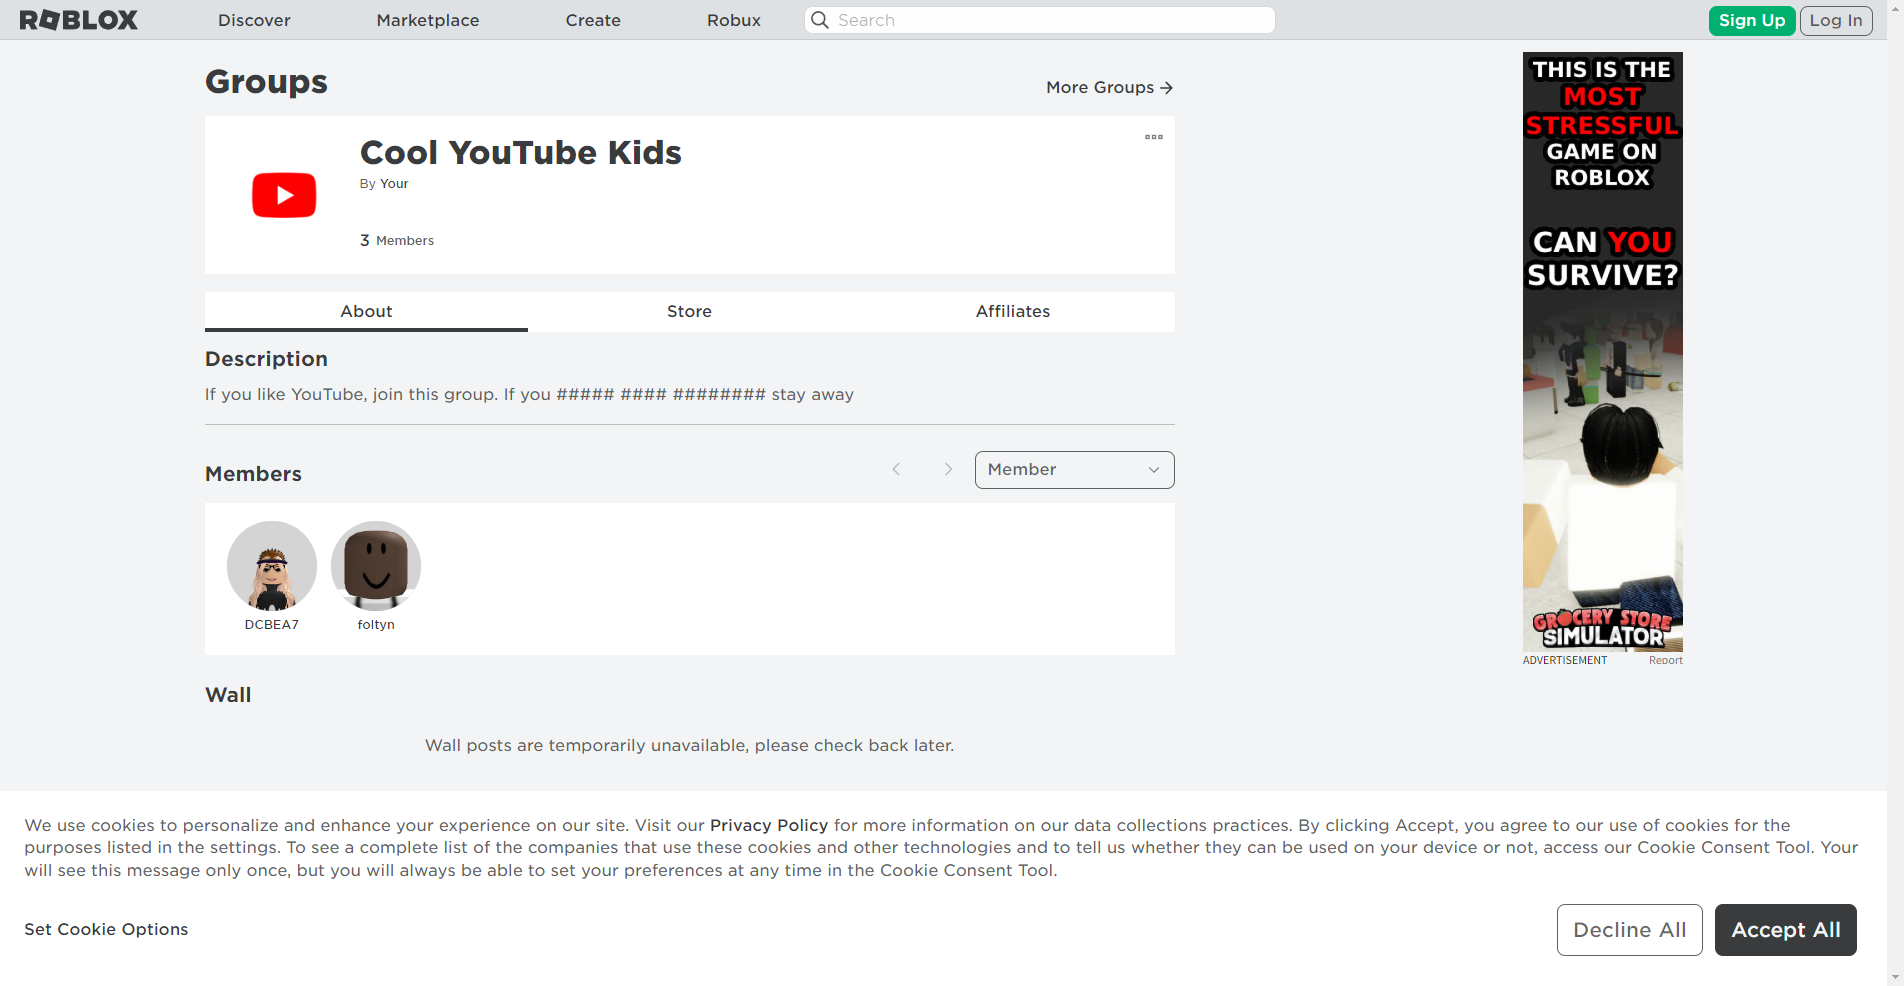 ROBLOX Discover Marketplace Create Robux Search Sign Up Log In
Groups
More Groups
Cool YouTube Kids
By Your
3 Members
About Store Affiliates
Description
If you like YouTube, join this group. If you ##### #### ######## stay away
Members
Member
DCBEA7 foltyn
Wall
Wall posts are temporarily unavailable, please check back later.
THIS IS THE
MOST
STRESSFUL
GAME ON
ROBLOX
CAN YOU
SURVIVE?
GROCERY STORE
SIMULATOR
ADVERTISEMENT Report
We use cookies to personalize and enhance your experience on our site. Visit our Privacy Policy for more information on our data collections practices. By clicking Accept, you agree to our use of cookies for the
purposes listed in the settings. To see a complete list of the companies that use these cookies and other technologies and to tell us whether they can be used on your device or not, access our Cookie Consent Tool. Your
will see this message only once, but you will always be able to set your preferences at any time in the Cookie Consent Tool.
Set Cookie Options
Decline All Accept All